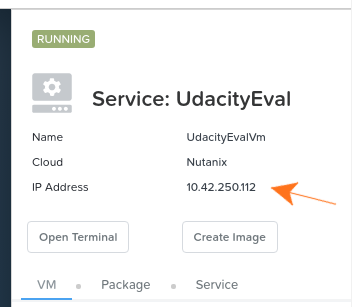 RUNNING
Service: UdacityEval
Name UdacityEvalVm
Cloud Nutanix
IP Address 10.42.250.112
Open Terminal Create Image
VM Package Service